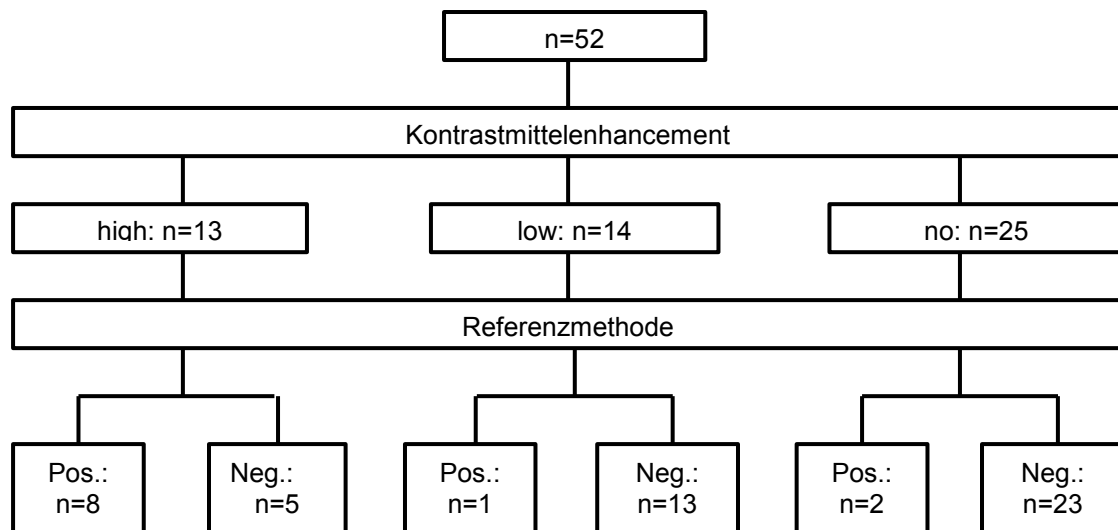 n=52
Kontrastmittelenhancement
high: n=13
low: n=14
no: n=25
Referenzmethode
Pos.:
n=8
Neg.:
n=5
Pos.:
n=1
Neg.:
n=13
Pos.:
n=2
Neg.:
n=23